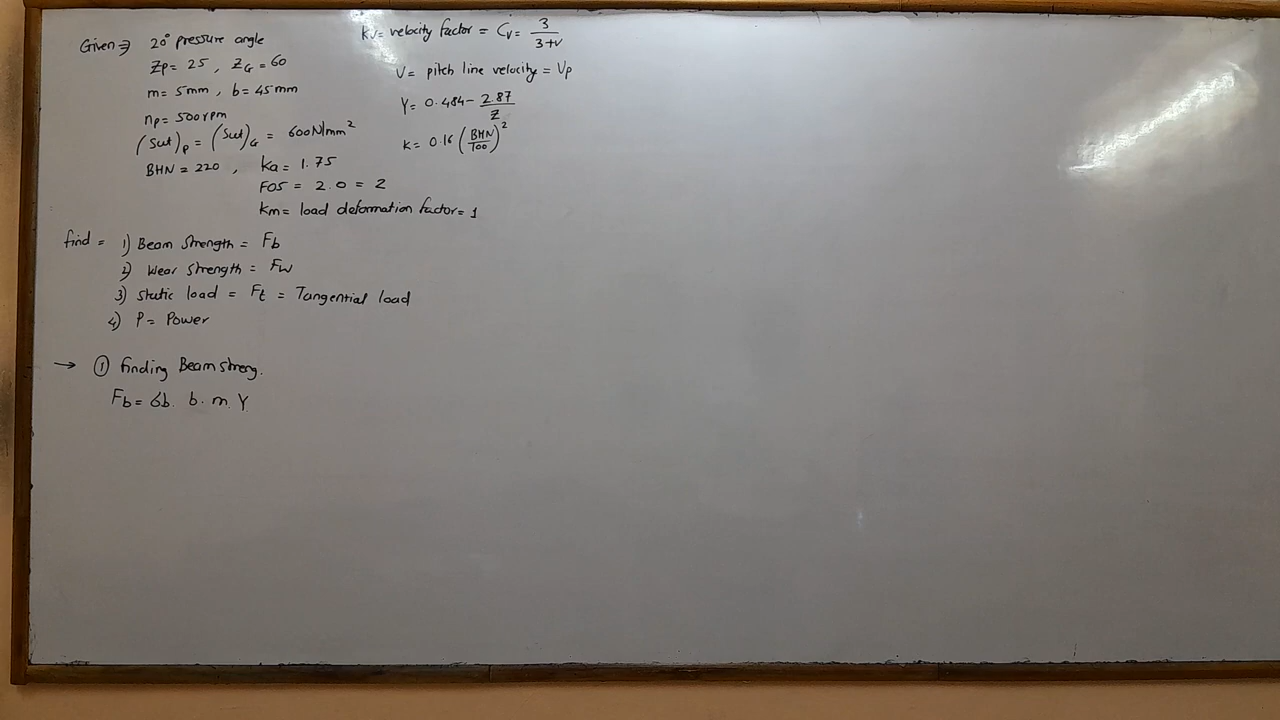 Given ⇒ 20° pressure angle
Zp = 25 , ZG = 60
m = 5mm , b = 45mm
np = 500rpm
(Sut)p = (Sut)G = 600N/mm²
BHN = 220 , ka = 1.75
FOS = 2.0 = 2
km = load deformation factor = 1
kv = velocity factor = Cv = 3/(3+v)
V = pitch line velocity = Vp
Y = 0.484 - 2.87/Z
K = 0.16 (BHN/100)²
find = 1) Beam strength = Fb
2) Wear strength = Fw
3) static load = Ft = Tangential load
4) P = Power
→ ① finding Beam streng.
Fb = σb. b. m. Y